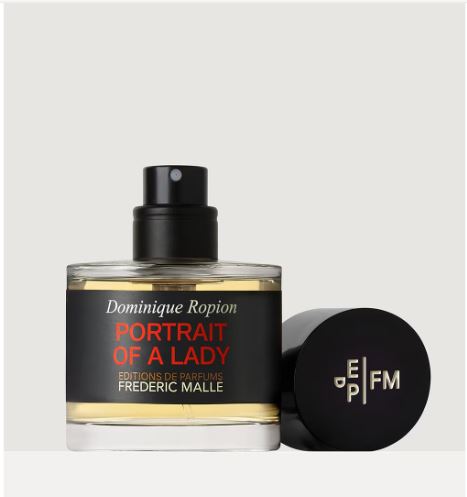 Dominique Ropion
PORTRAIT
OF A LADY
EDITIONS DE PARFUMS
FREDERIC MALLE
EDP|FM